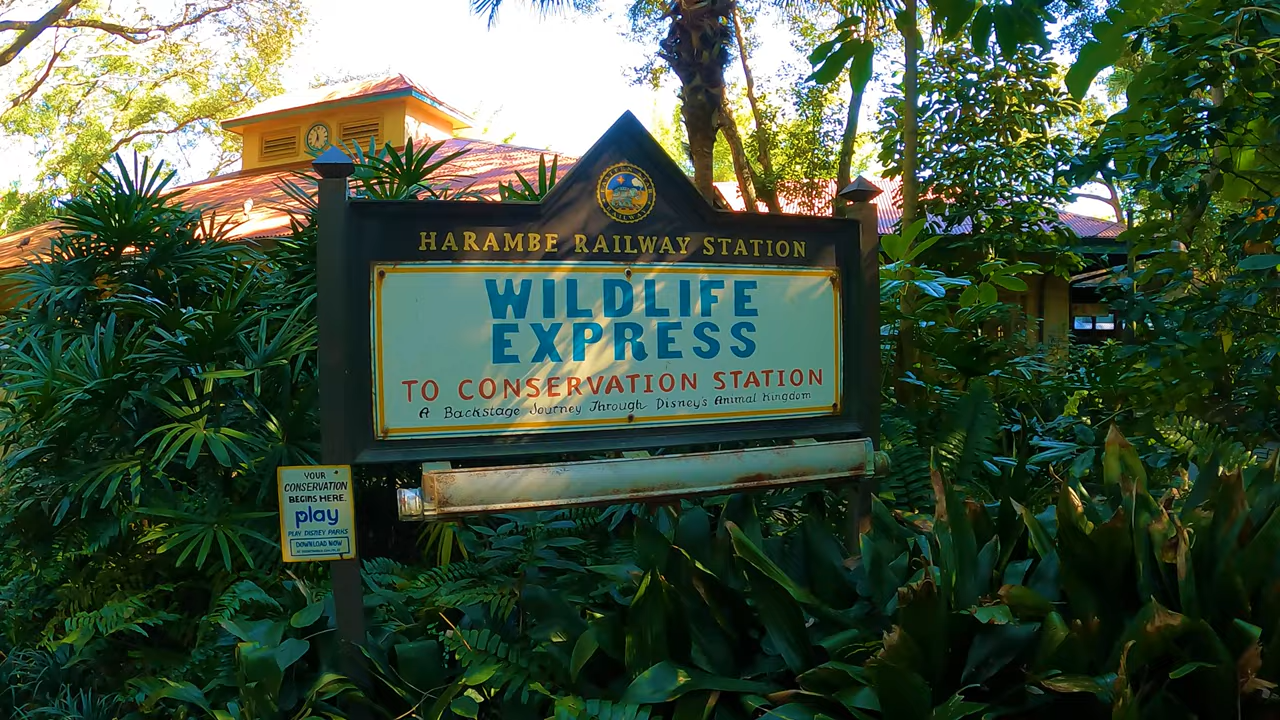 HARAMBE RAILWAY STATION
WILDLIFE
EXPRESS
TO CONSERVATION STATION
A Backstage Journey Through Disney's Animal Kingdom
YOUR
CONSERVATION
BEGINS HERE.
play
PLAY DISNEY PARKS
DOWNLOAD NOW